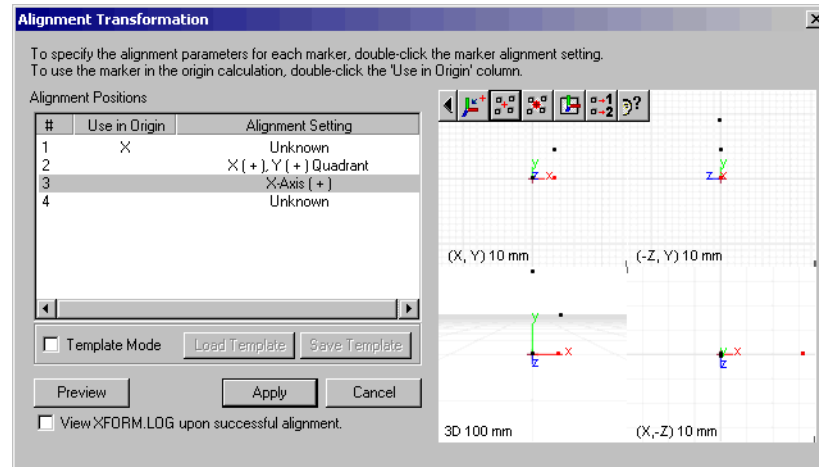 Alignment Transformation
To specify the alignment parameters for each marker, double-click the marker alignment setting.
To use the marker in the origin calculation, double-click the 'Use in Origin' column.
Alignment Positions
# Use in Origin Alignment Setting
1 X Unknown
2 X ( + ), Y ( + ) Quadrant
3 X-Axis ( + )
4 Unknown
Template Mode Load Template Save Template
Preview Apply Cancel
View XFORM.LOG upon successful alignment.
1
2
?
y
z x
(X, Y) 10 mm
y
z x
(-Z, Y) 10 mm
y
x
z
3D 100 mm
y x
z
(X,-Z) 10 mm